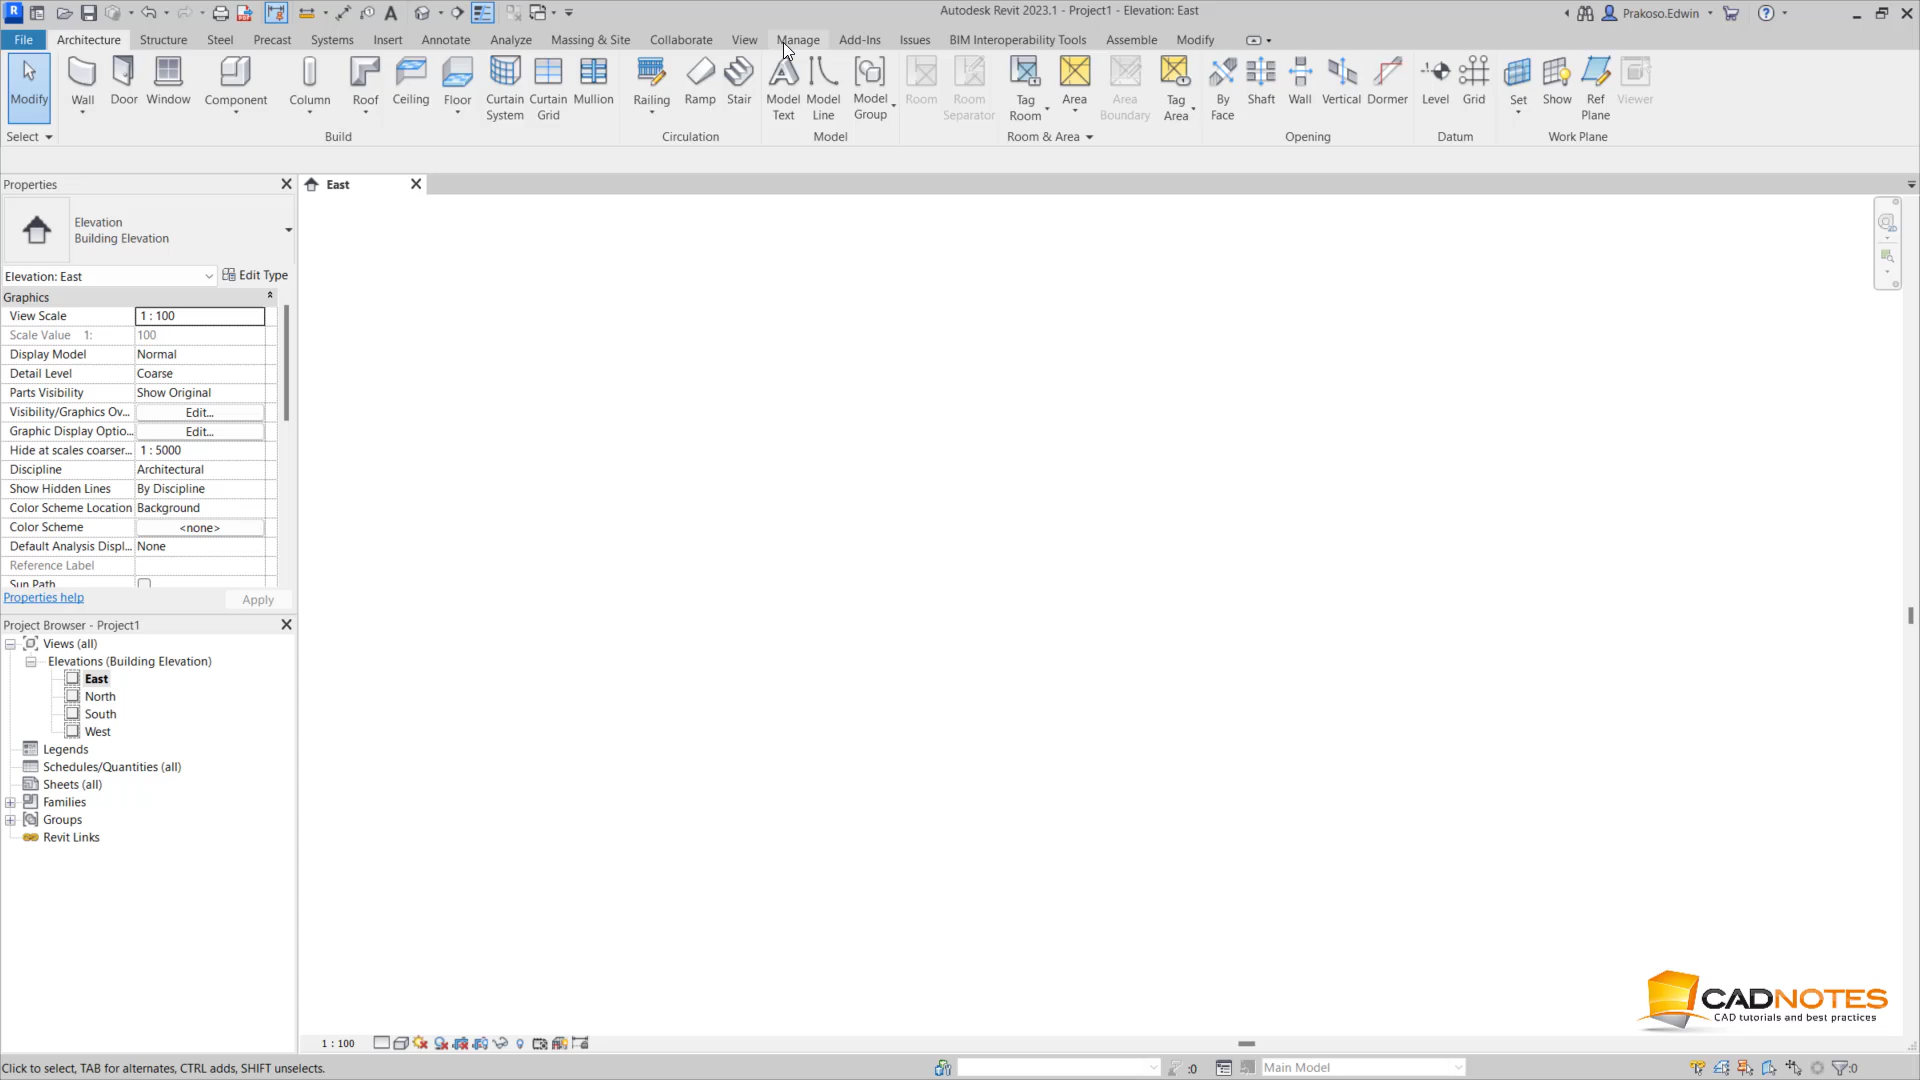 Autodesk Revit 2023.1 - Project1 - Elevation: East
Prakoso.Edwin
File Architecture Structure Steel Precast Systems Insert Annotate Analyze Massing & Site Collaborate View Manage Add-Ins Issues BIM Interoperability Tools Assemble Modify
Modify Wall Door Window Component Column Roof Ceiling Floor Curtain System Curtain Grid Mullion Railing Ramp Stair Model Text Model Line Model Group Room Room Separator Tag Room Area Area Boundary Tag Area By Face Shaft Wall Vertical Dormer Level Grid Set Show Ref Plane Viewer
Select Build Circulation Model Room & Area Opening Datum Work Plane
Properties
East
Elevation
Building Elevation
Elevation: East Edit Type
Graphics
View Scale 1 : 100
Scale Value 1: 100
Display Model Normal
Detail Level Coarse
Parts Visibility Show Original
Visibility/Graphics Ov... Edit...
Graphic Display Optio... Edit...
Hide at scales coarser... 1 : 5000
Discipline Architectural
Show Hidden Lines By Discipline
Color Scheme Location Background
Color Scheme <none>
Default Analysis Displ... None
Reference Label
Sun Path
Properties help Apply
Project Browser - Project1
Views (all)
Elevations (Building Elevation)
East
North
South
West
Legends
Schedules/Quantities (all)
Sheets (all)
Families
Groups
Revit Links
CADNOTES
CAD tutorials and best practices
1 : 100
Click to select, TAB for alternates, CTRL adds, SHIFT unselects. :0 Main Model :0